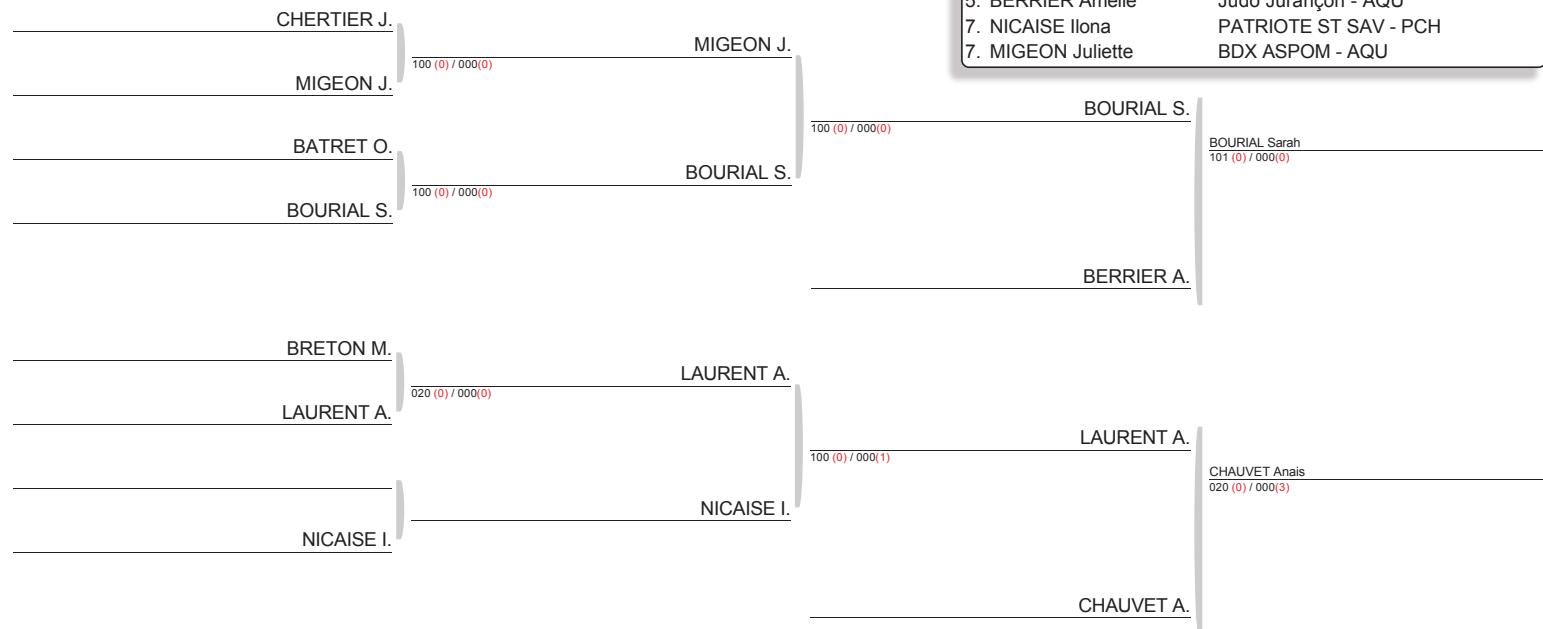 5. BERRIER Amélie Judo Jurançon - AQU
7. NICAISE Ilona PATRIOTE ST SAV - PCH
7. MIGEON Juliette BDX ASPOM - AQU
CHERTIER J.
MIGEON J.
100 (0) / 000(0)
MIGEON J.
BATRET O.
BOURIAL S.
100 (0) / 000(0)
BOURIAL S.
BOURIAL S.
100 (0) / 000(0)
BOURIAL Sarah
101 (0) / 000(0)
BERRIER A.
BRETON M.
LAURENT A.
020 (0) / 000(0)
LAURENT A.
LAURENT A.
100 (0) / 000(1)
CHAUVET Anais
020 (0) / 000(3)
NICAISE I.
NICAISE I.
CHAUVET A.